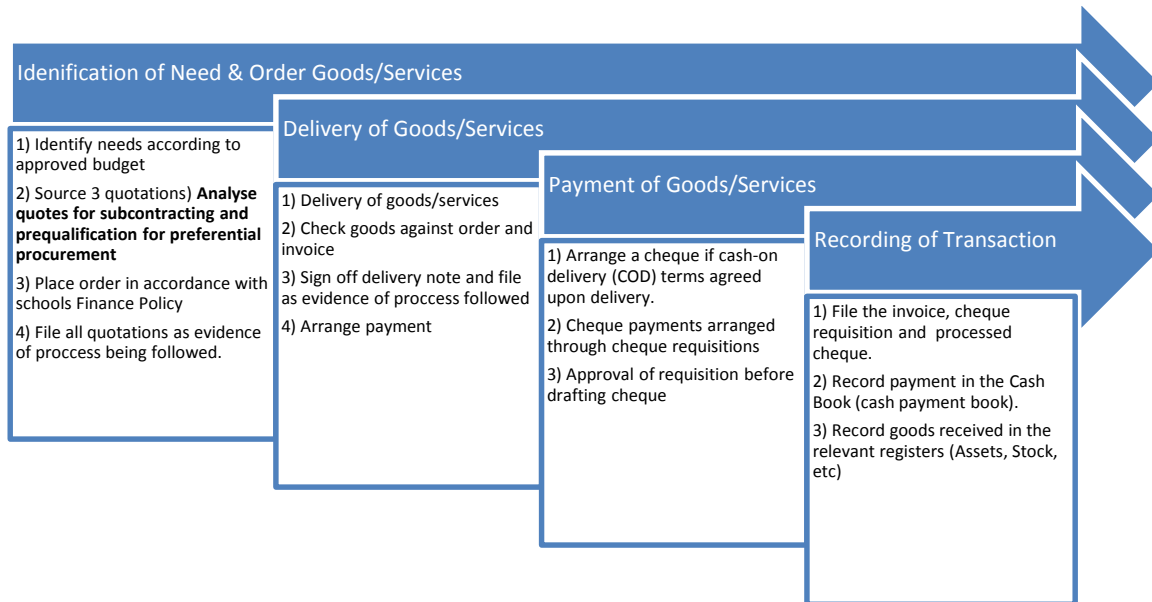 Idenification of Need & Order Goods/Services
1) Identify needs according to
approved budget
2) Source 3 quotations) Analyse
quotes for subcontracting and
prequalification for preferential
procurement
3) Place order in accordance with
schools Finance Policy
4) File all quotations as evidence
of proccess being followed.
Delivery of Goods/Services
1) Delivery of goods/services
2) Check goods against order and
invoice
3) Sign off delivery note and file
as evidence of proccess followed
4) Arrange payment
Payment of Goods/Services
1) Arrange a cheque if cash-on
delivery (COD) terms agreed
upon delivery.
2) Cheque payments arranged
through cheque requisitions
3) Approval of requisition before
drafting cheque
Recording of Transaction
1) File the invoice, cheque
requisition and processed
cheque.
2) Record payment in the Cash
Book (cash payment book).
3) Record goods received in the
relevant registers (Assets, Stock,
etc)